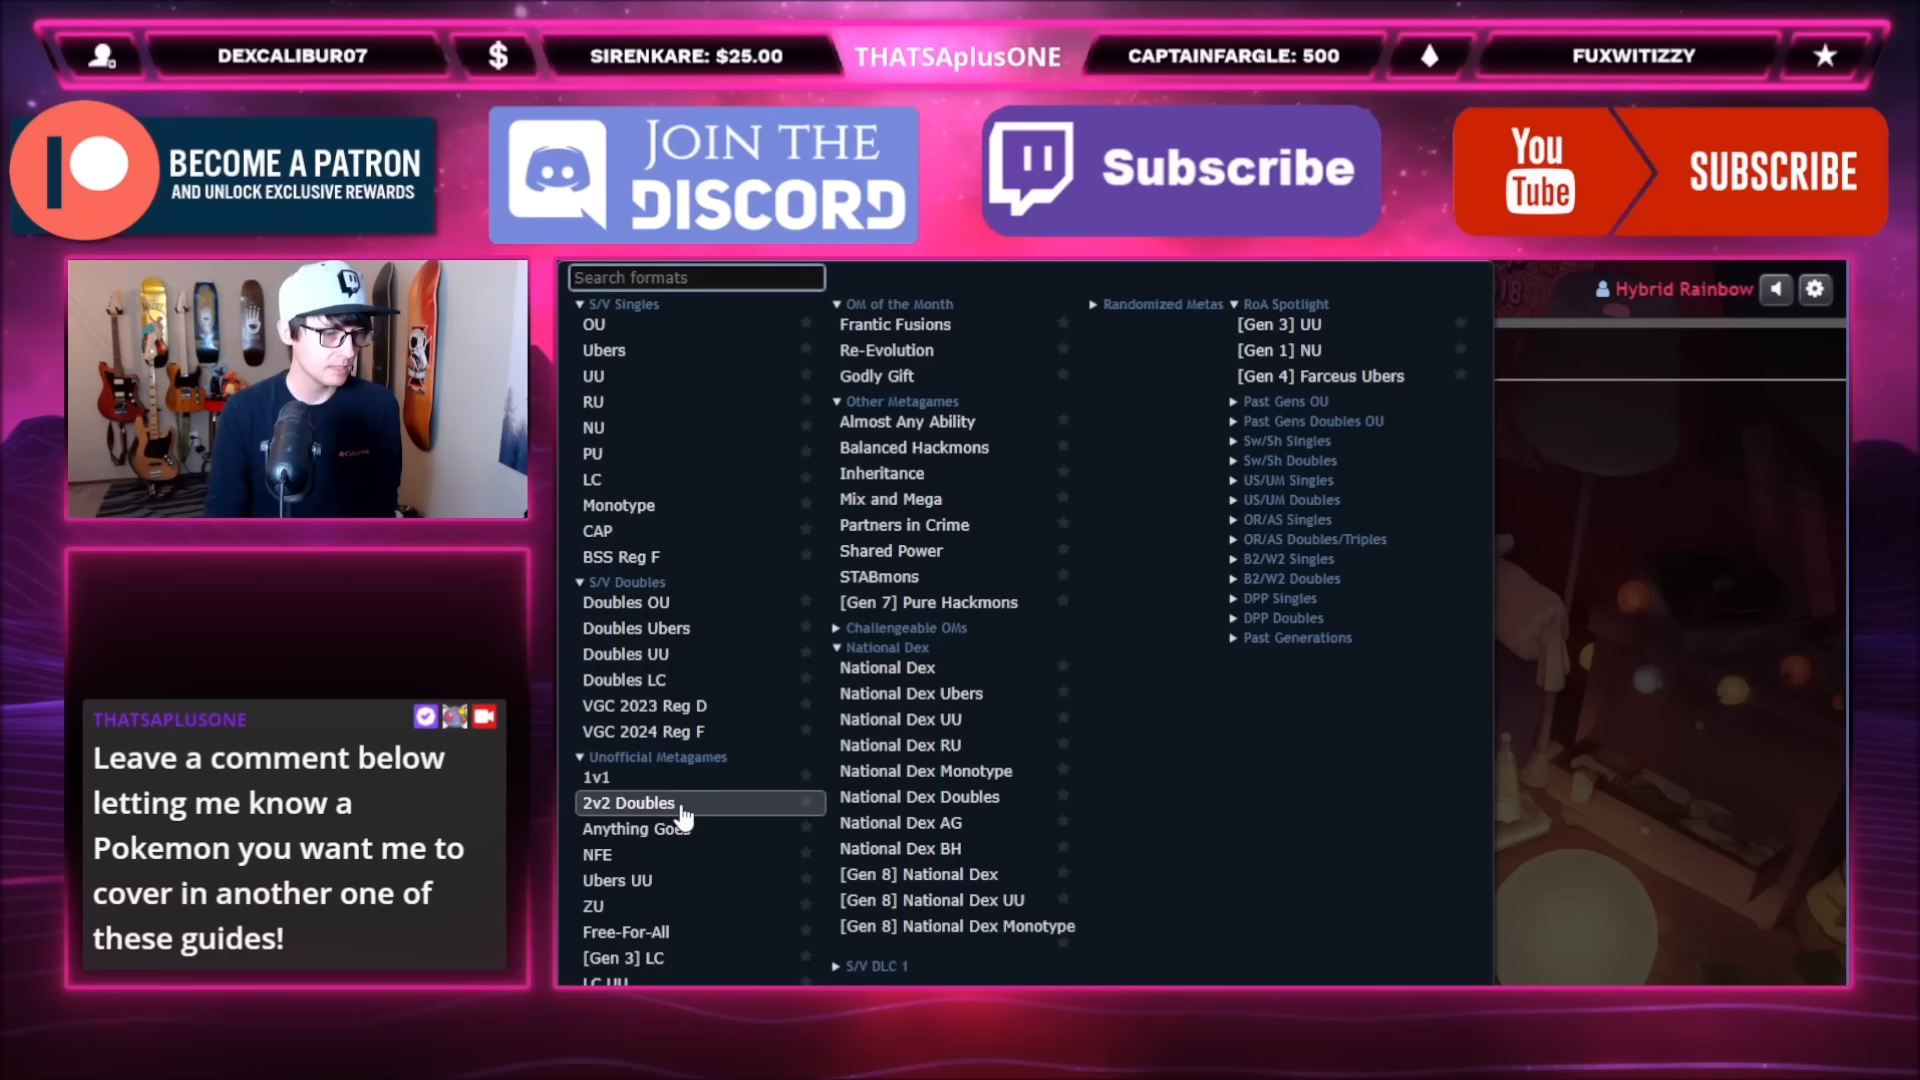 DEXCALIBUR07
$
SIRENKARE: $25.00
THATSAplusONE
CAPTAINFARGLE: 500
FUXWITIZZY
BECOME A PATRON
AND UNLOCK EXCLUSIVE REWARDS
JOIN THE
DISCORD
Subscribe
You
Tube
SUBSCRIBE
Hybrid Rainbow
Search formats
S/V Singles
OU
Ubers
UU
RU
NU
PU
LC
Monotype
CAP
BSS Reg F
S/V Doubles
Doubles OU
Doubles Ubers
Doubles UU
Doubles LC
VGC 2023 Reg D
VGC 2024 Reg F
Unofficial Metagames
1v1
2v2 Doubles
Anything Goes
NFE
Ubers UU
ZU
Free-For-All
[Gen 3] LC
LC UU
OM of the Month
Frantic Fusions
Re-Evolution
Godly Gift
Other Metagames
Almost Any Ability
Balanced Hackmons
Inheritance
Mix and Mega
Partners in Crime
Shared Power
STABmons
[Gen 7] Pure Hackmons
Challengeable OMs
National Dex
National Dex
National Dex Ubers
National Dex UU
National Dex RU
National Dex Monotype
National Dex Doubles
National Dex AG
National Dex BH
[Gen 8] National Dex
[Gen 8] National Dex UU
[Gen 8] National Dex Monotype
S/V DLC 1
Randomized Metas
RoA Spotlight
[Gen 3] UU
[Gen 1] NU
[Gen 4] Farceus Ubers
Past Gens OU
Past Gens Doubles OU
Sw/Sh Singles
Sw/Sh Doubles
US/UM Singles
US/UM Doubles
OR/AS Singles
OR/AS Doubles/Triples
B2/W2 Singles
B2/W2 Doubles
DPP Singles
DPP Doubles
Past Generations
THATSAPLUSONE
Leave a comment below
letting me know a
Pokemon you want me to
cover in another one of
these guides!